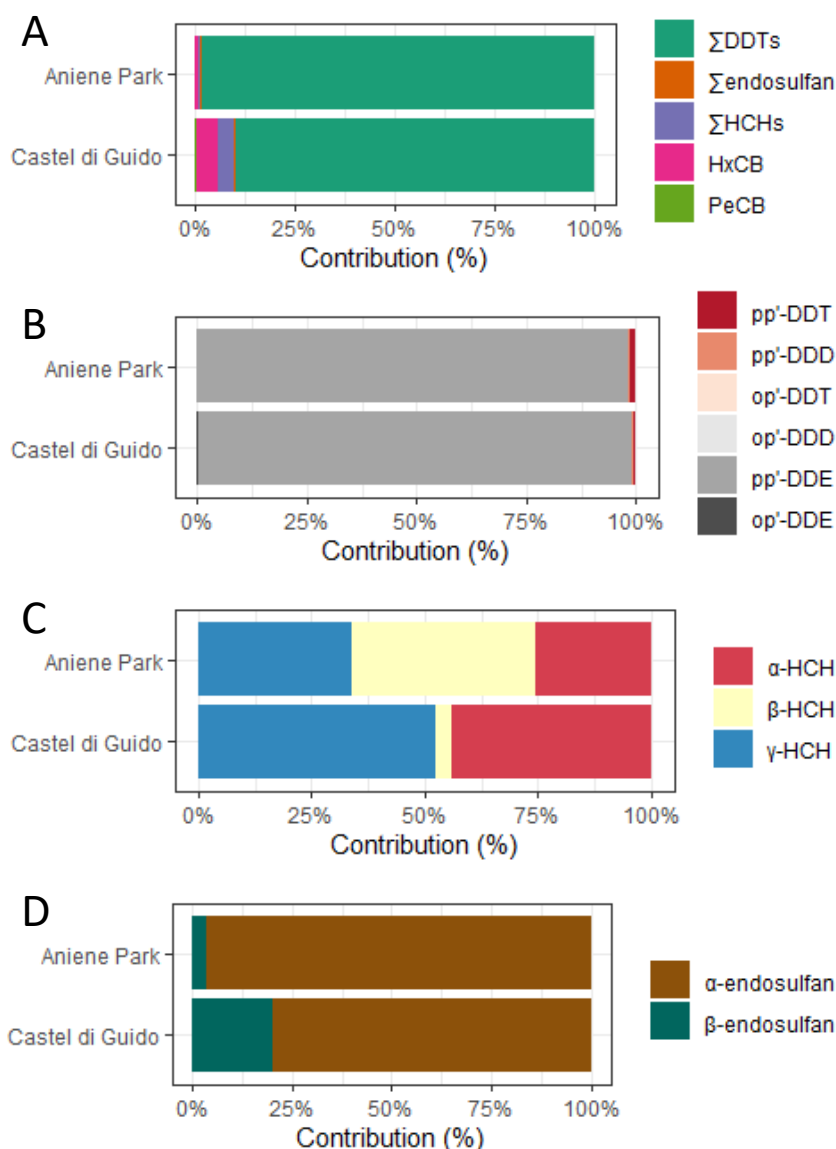 A
Aniene Park
Castel di Guido
0% 25% 50% 75% 100%
Contribution (%)
∑DDTs
∑endosulfan
∑HCHs
HxCB
PeCB
B
Aniene Park
Castel di Guido
0% 25% 50% 75% 100%
Contribution (%)
pp'-DDT
pp'-DDD
op'-DDT
op'-DDD
pp'-DDE
op'-DDE
C
Aniene Park
Castel di Guido
0% 25% 50% 75% 100%
Contribution (%)
α-HCH
β-HCH
γ-HCH
D
Aniene Park
Castel di Guido
0% 25% 50% 75% 100%
Contribution (%)
α-endosulfan
β-endosulfan